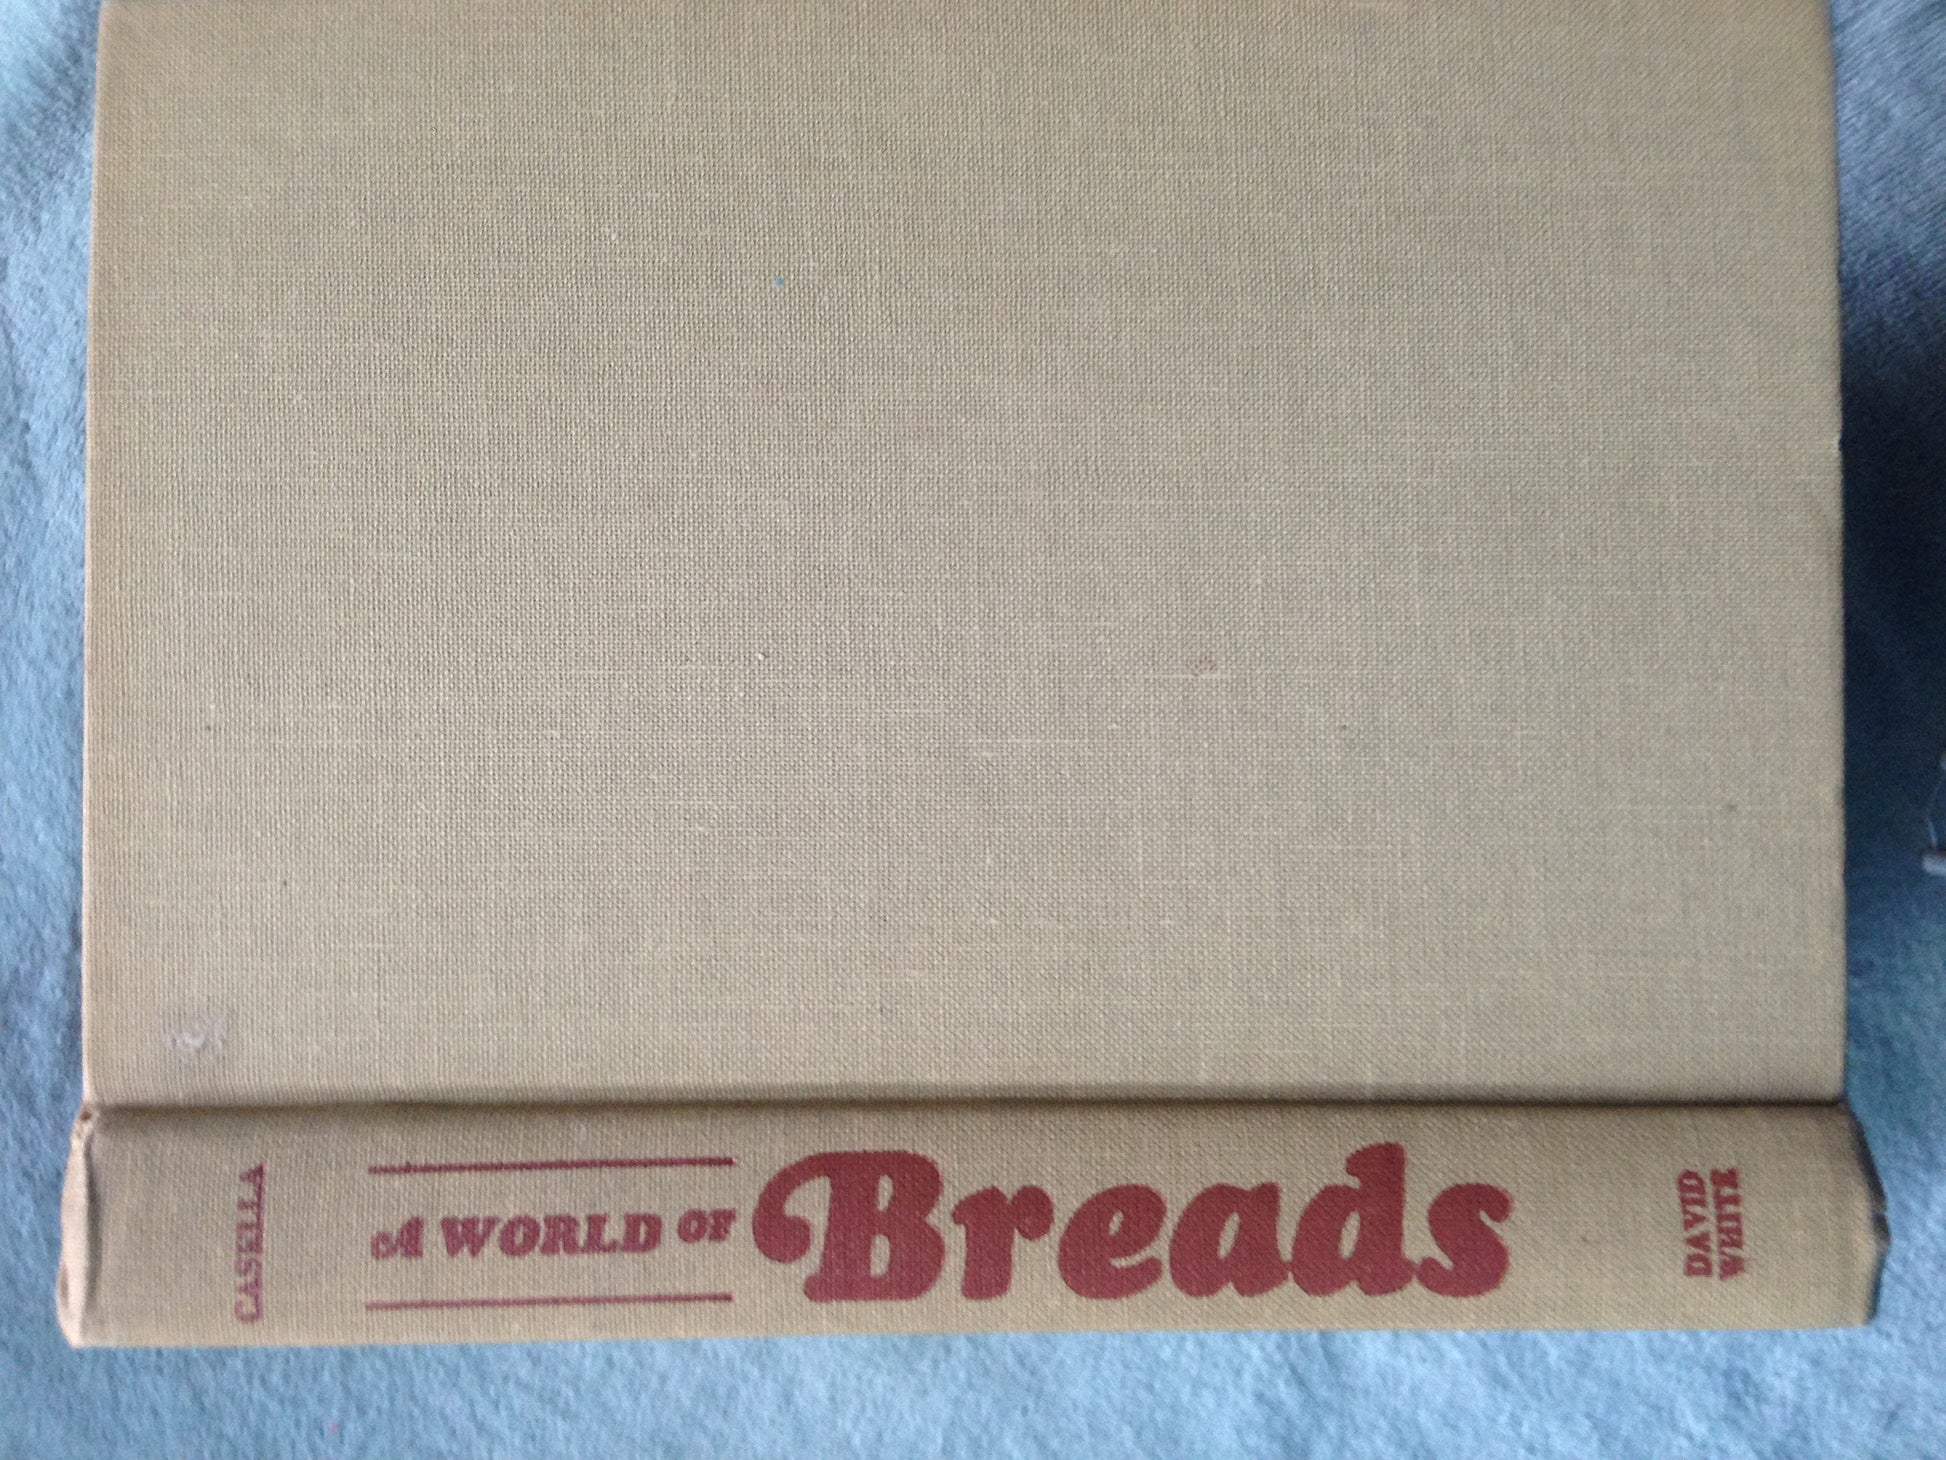 CASELLA
A WORLD OF
Breads
DAVID
WHITE